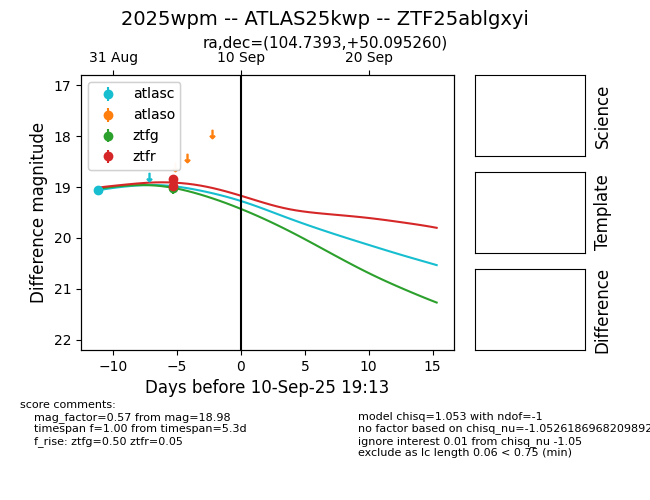 2025wpm -- ATLAS25kwp -- ZTF25ablgxyi
ra,dec=(104.7393,+50.095260)
31 Aug 10 Sep 20 Sep
17
18
19
20
21
22
Difference magnitude
atlasc
atlaso
ztfg
ztfr
−10 −5 0 5 10 15
Days before 10-Sep-25 19:13
Science
Template
Difference
score comments:
mag_factor=0.57 from mag=18.98
timespan f=1.00 from timespan=5.3d
f_rise: ztfg=0.50 ztfr=0.05
model chisq=1.053 with ndof=-1
no factor based on chisq_nu=-1.0526186968209892
ignore interest 0.01 from chisq_nu -1.05
exclude as lc length 0.06 < 0.75 (min)